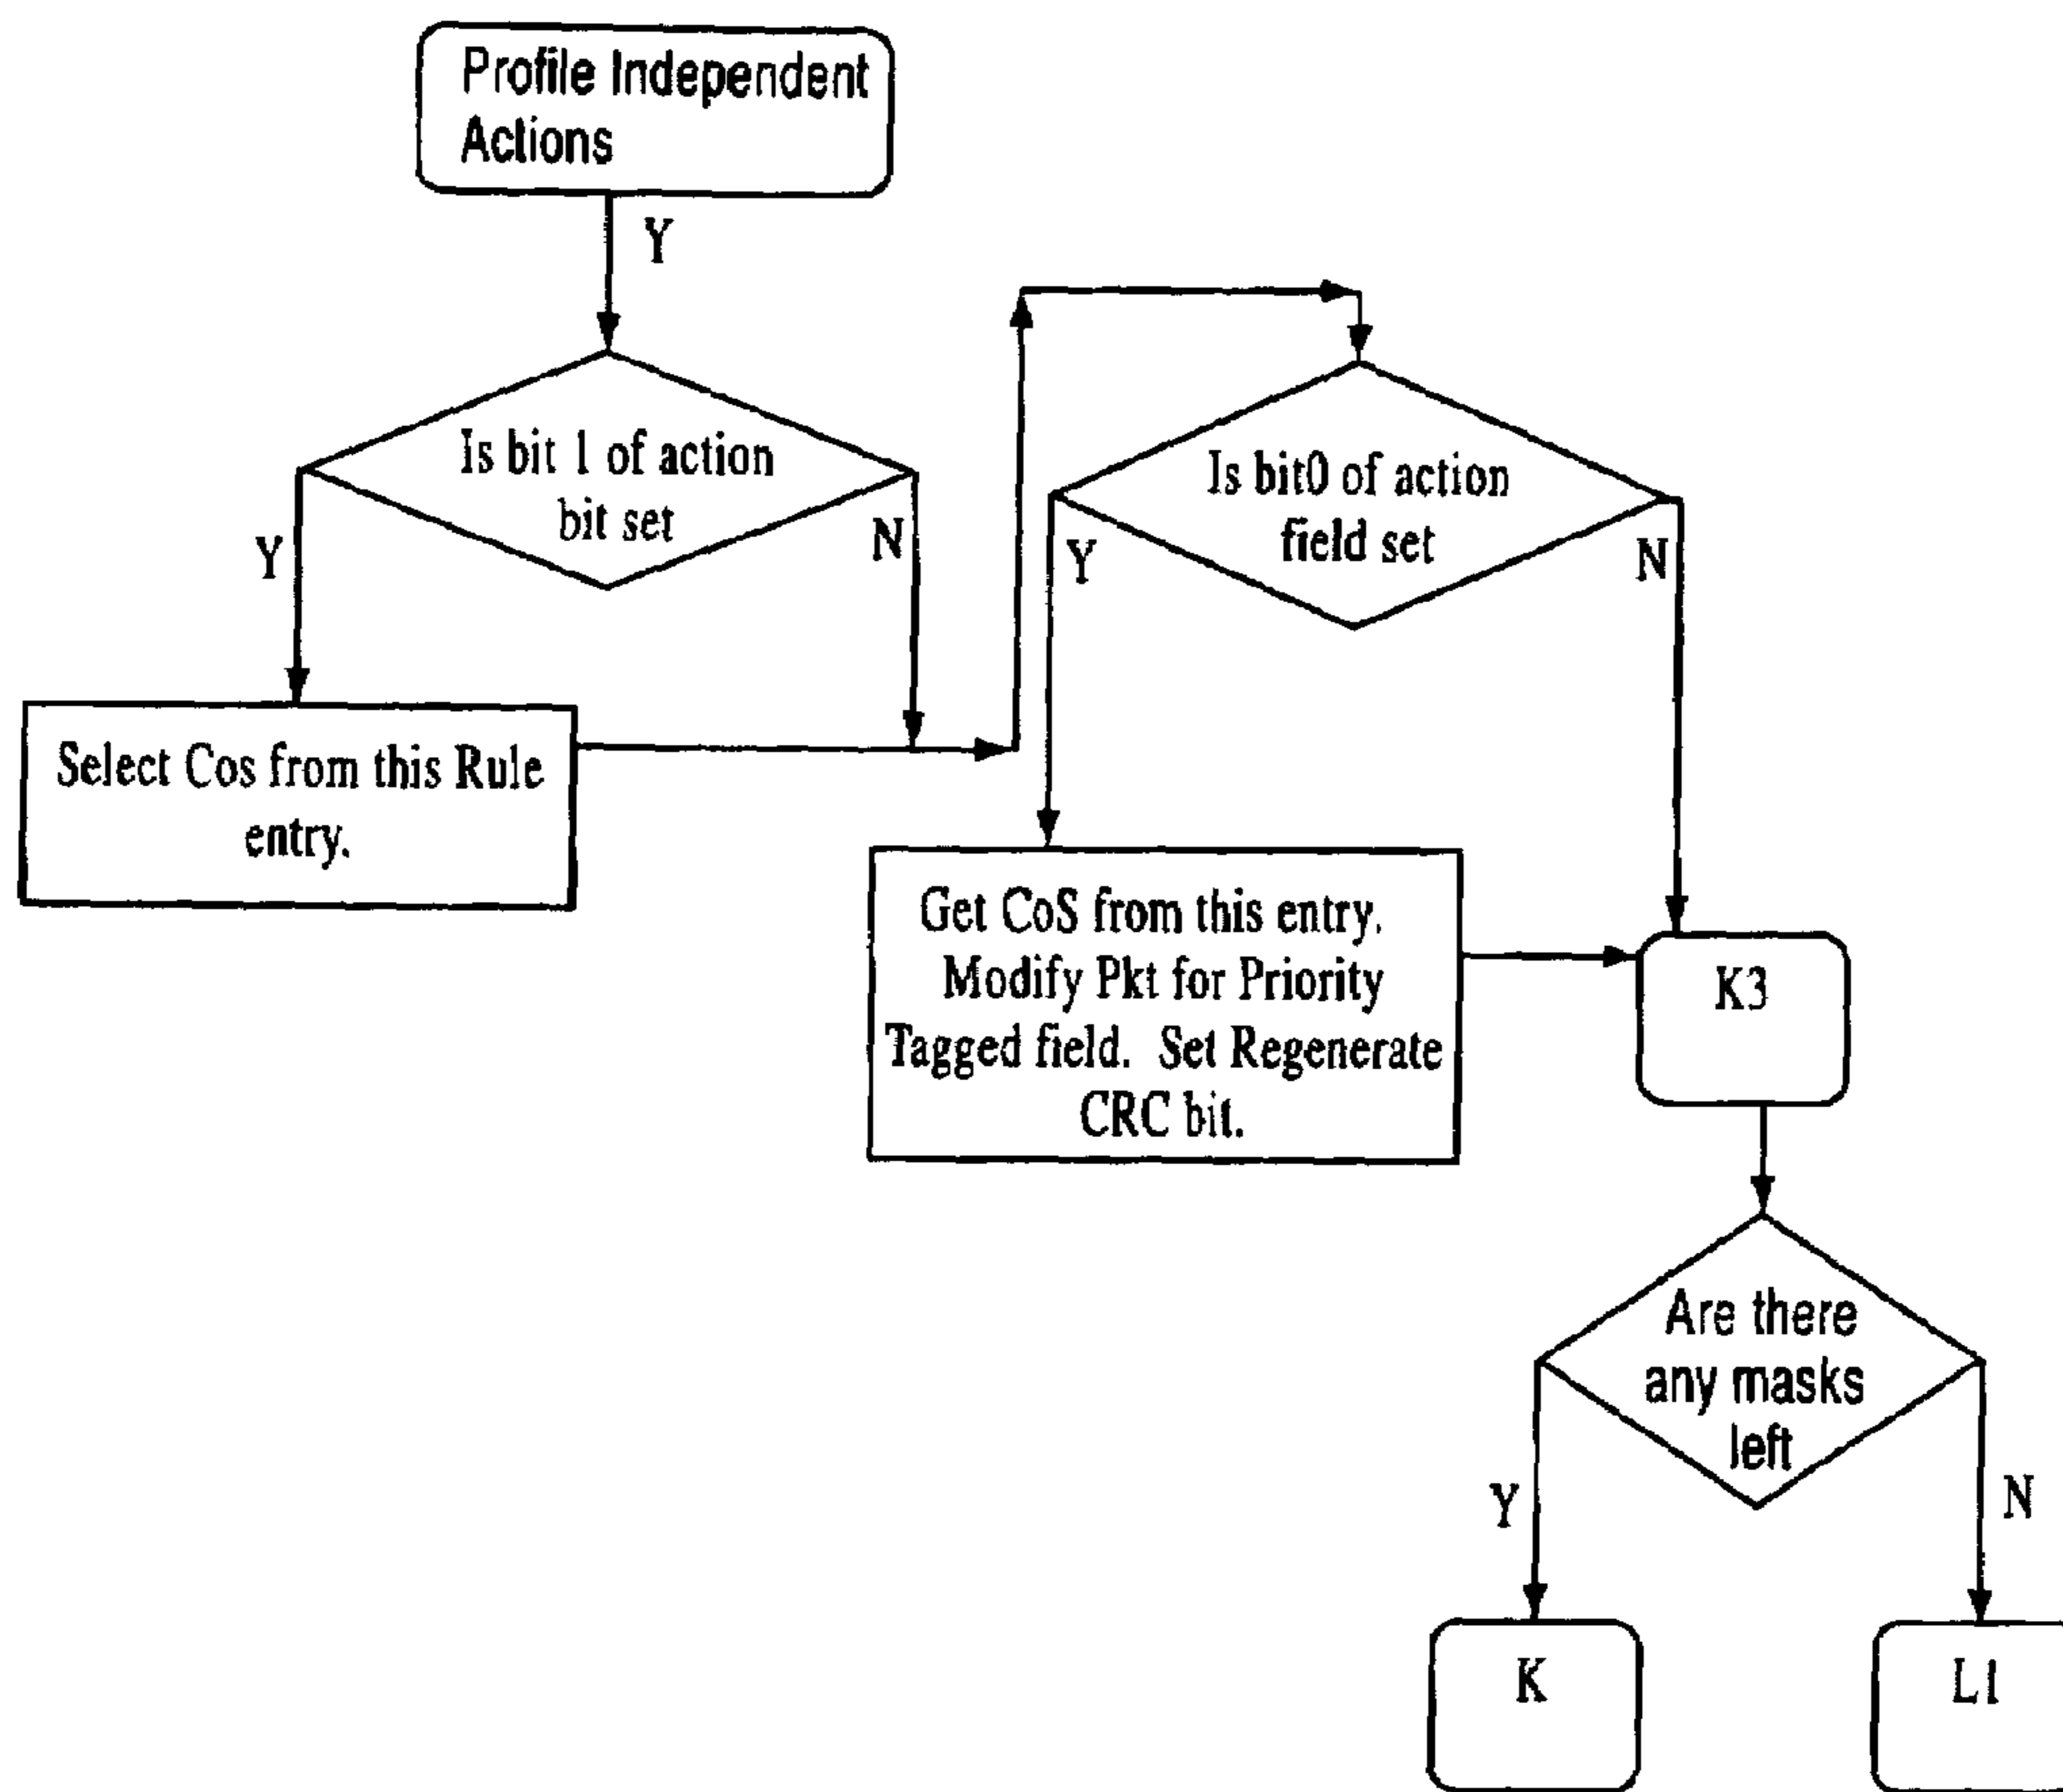 Profile Independent
Actions
Y
Is bit 1 of action
bit set
Y
N
Select Cos from this Rule
entry.
Is bit0 of action
field set
Y
N
Get CoS from this entry.
Modify Pkt for Priority
Tagged field. Set Regenerate
CRC bit.
K3
Are there
any masks
left
Y
N
K
L1